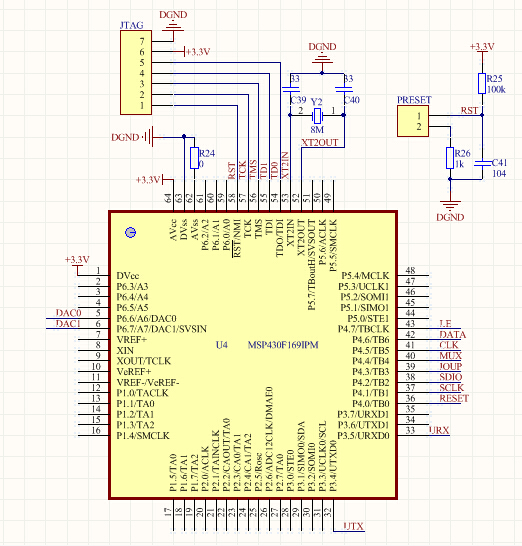 JTAG
DGND
7
6
5
4
3
2
1
+3.3V
DGND
33
33
C39
C40
Y2
2
1
8M
XT2OUT
+3.3V
R25
100k
PRESET
RST
1
2
R26
1k
C41
104
DGND
DGND
R24
0
+3.3V
RST
TCK
TMS
TDI
TD0
XT2IN
64
63
62
61
60
59
58
57
56
55
54
53
52
51
50
49
AVcc
DVss
AVss
P6.2/A2
P6.1/A1
P6.0/A0
RST/NMI
TCK
TMS
TDI
TDO/TDI
XT2IN
XT2OUT
P5.7/TBoutH/SVSOUT
P5.6/ACLK
P5.5/SMCLK
+3.3V
DAC0
DAC1
1 DVcc
2 P6.3/A3
3 P6.4/A4
4 P6.5/A5
5 P6.6/A6/DAC0
6 P6.7/A7/DAC1/SVSIN
7 VREF+
8 XIN
9 XOUT/TCLK
10 VeREF+
11 VREF-/VeREF-
12 P1.0/TACLK
13 P1.1/TA0
14 P1.2/TA1
15 P1.3/TA2
16 P1.4/SMCLK
U4 MSP430F169IPM
P5.4/MCLK 48
P5.3/UCLK1 47
P5.2/SOMI1 46
P5.1/SIMO1 45
P5.0/STE1 44
P4.7/TBCLK 43 LE
P4.6/TB6 42 DATA
P4.5/TB5 41 CLK
P4.4/TB4 40 MUX
P4.3/TB3 39 IOUP
P4.2/TB2 38 SDIO
P4.1/TB1 37 SCLK
P4.0/TB0 36 RESET
P3.7/URXD1 35
P3.6/UTXD1 34
P3.5/URXD0 33 URX
P1.5/TA0
P1.6/TA1
P1.7/TA2
P2.0/ACLK
P2.1/TAINCLK
P2.2/CAOUT/TA0
P2.3/CA0/TA1
P2.4/CA1/TA2
P2.5/Rosc
P2.6/ADC12CLK/DMAE0
P2.7/TA0
P3.0/STE0
P3.1/SIMO0/SDA
P3.2/SOMI0
P3.3/UCLK0/SCL
P3.4/UTXD0
17
18
19
20
21
22
23
24
25
26
27
28
29
30
31
32
UTX